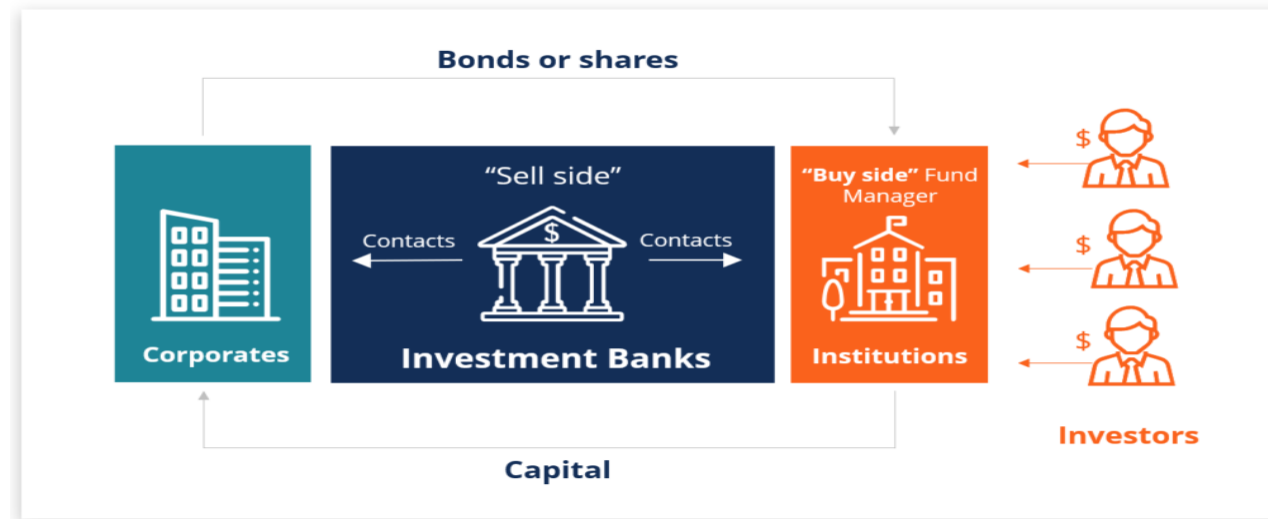 Bonds or shares
“Sell side”
“Buy side” Fund
Manager
$
Contacts
$
Contacts
$
$
Corporates
Investment Banks
Institutions
Investors
Capital